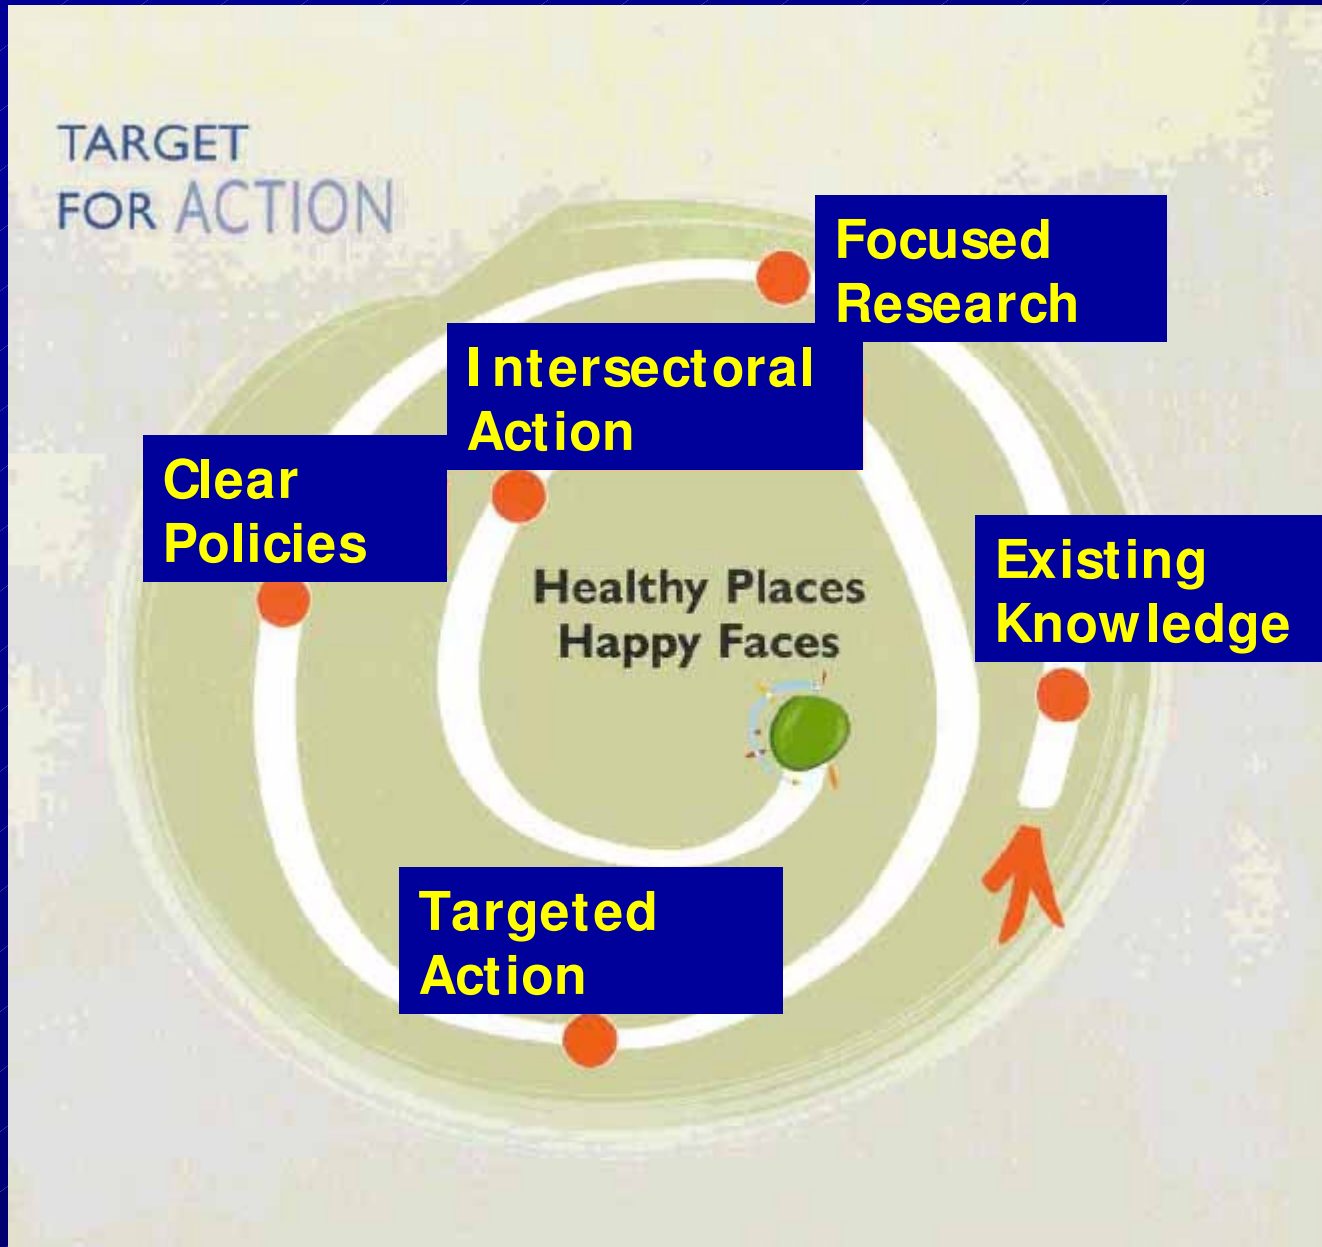 TARGET
FOR ACTION
Focused
Research
Intersectoral
Action
Clear
Policies
Existing
Knowledge
Healthy Places
Happy Faces
Targeted
Action